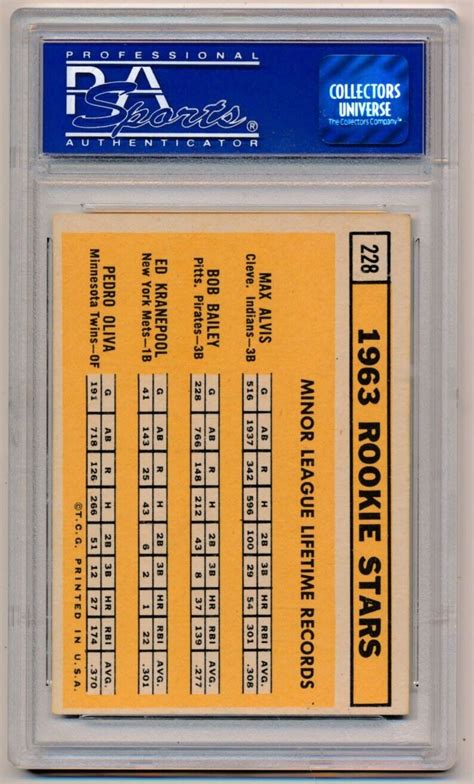 PROFESSIONAL
PSA
Sports®
AUTHENTICATOR
COLLECTORS
UNIVERSE
The Collectors Company™
228
1963 ROOKIE STARS
MINOR LEAGUE LIFETIME RECORDS
MAX ALVIS
Cleve. Indians—3B
G AB R H 2B 3B HR RBI AVG.
516 1937 342 596 100 29 54 301 .308
BOB BAILEY
Pitts. Pirates—3B
G AB R H 2B 3B HR RBI AVG.
228 766 148 212 37 139 .277
ED KRANEPOOL
New York Mets—1B
G AB R H 2B 3B HR RBI AVG.
41 143 25 43 6 2 1 22 .301
PEDRO OLIVA
Minnesota Twins—OF
G AB R H 2B 3B HR RBI AVG.
191 718 126 266 51 12 27 174 .370
©T.C.G. PRINTED IN U.S.A.